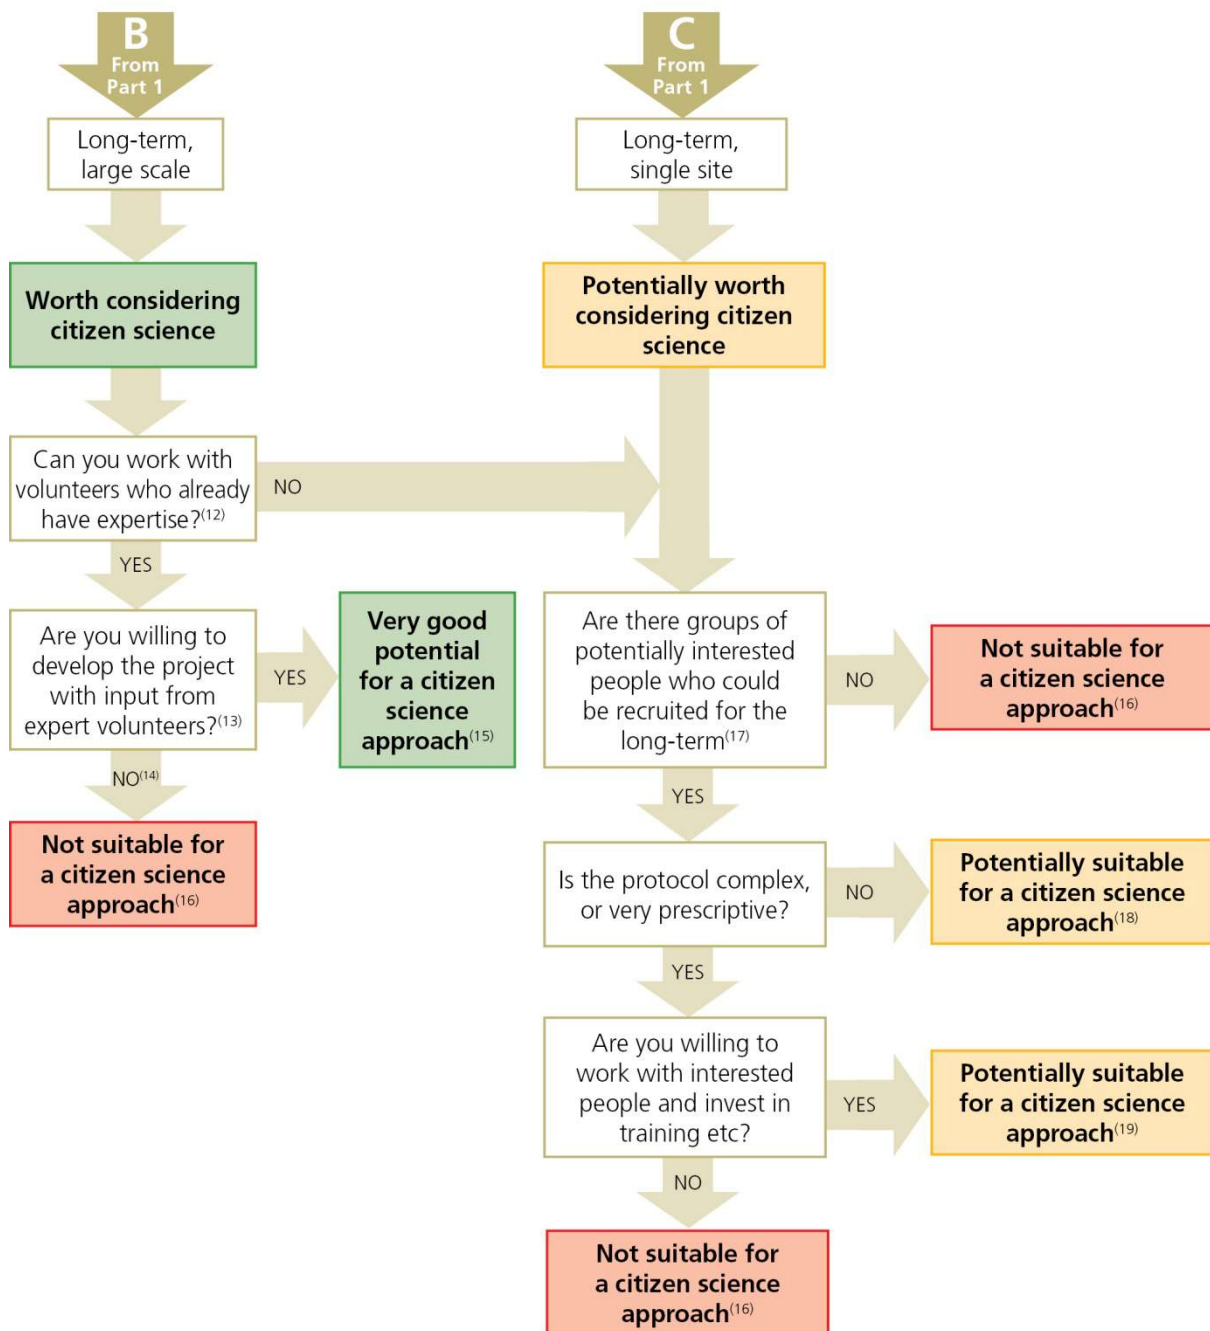 B
From
Part 1
Long-term,
large scale
Worth considering
citizen science
Can you work with
volunteers who already
have expertise?(12)
NO
YES
Are you willing to
develop the project
with input from
expert volunteers?(13)
YES
Very good
potential
for a citizen
science
approach(15)
NO(14)
Not suitable for
a citizen science
approach(16)
C
From
Part 1
Long-term,
single site
Potentially worth
considering citizen
science
Are there groups of
potentially interested
people who could
be recruited for the
long-term(17)
NO
Not suitable for
a citizen science
approach(16)
YES
Is the protocol complex,
or very prescriptive?
NO
Potentially suitable
for a citizen science
approach(18)
YES
Are you willing to
work with interested
people and invest in
training etc?
YES
Potentially suitable
for a citizen science
approach(19)
NO
Not suitable for
a citizen science
approach(16)